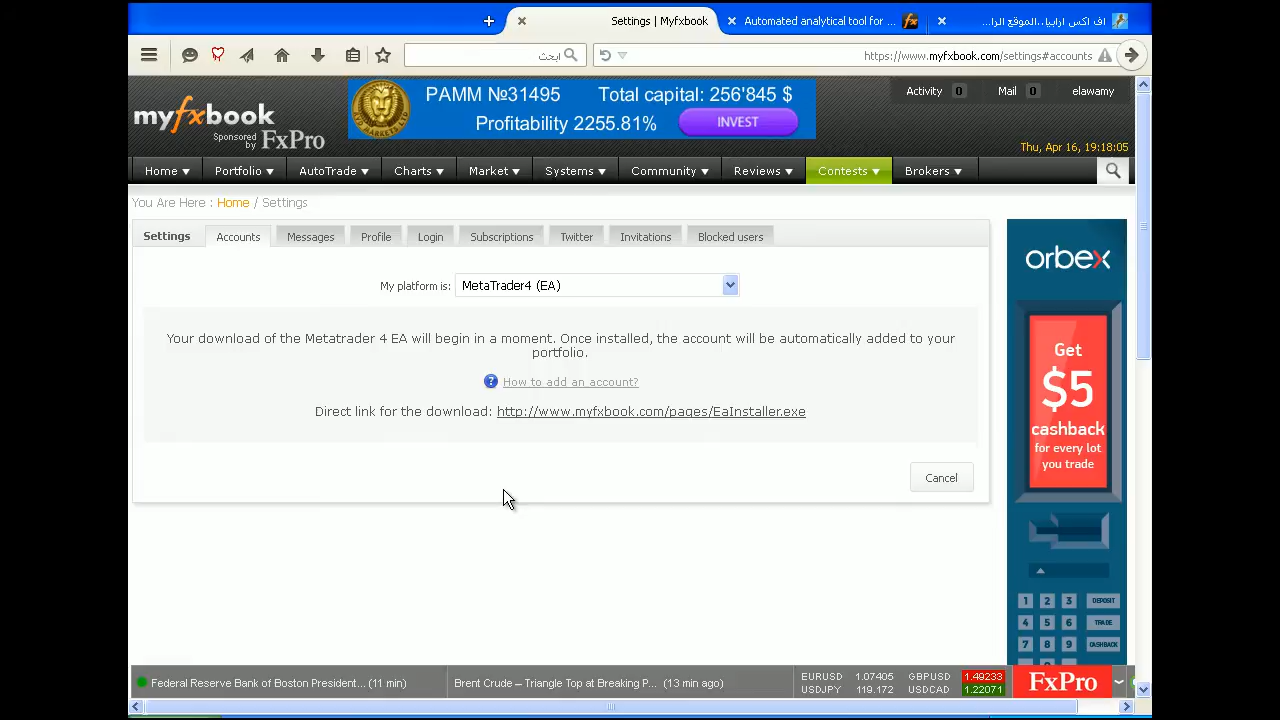 Settings | Myfxbook
Automated analytical tool for ...
اف اكس ارابيا..الموقع الرا...
ابحث
https://www.myfxbook.com/settings#accounts
myfxbook
Sponsored by FxPro
PAMM №31495 Total capital: 256'845 $
Profitability 2255.81% INVEST
Activity 0 Mail 0 elawamy
Thu, Apr 16, 19:18:05
Home Portfolio AutoTrade Charts Market Systems Community Reviews Contests Brokers
You Are Here : Home / Settings
Settings Accounts Messages Profile Login Subscriptions Twitter Invitations Blocked users
My platform is: MetaTrader4 (EA)
Your download of the Metatrader 4 EA will begin in a moment. Once installed, the account will be automatically added to your
portfolio.
? How to add an account?
Direct link for the download: http://www.myfxbook.com/pages/EaInstaller.exe
Cancel
orbex
Get
$5
cashback
for every lot
you trade
1 2 3 DEPOSIT
4 5 6 TRADE
7 8 9 CASHBACK
Federal Reserve Bank of Boston President... (11 min)
Brent Crude – Triangle Top at Breaking P... (13 min ago)
EURUSD 1.07405 GBPUSD 1.49233
USDJPY 119.172 USDCAD 1.22071
FxPro